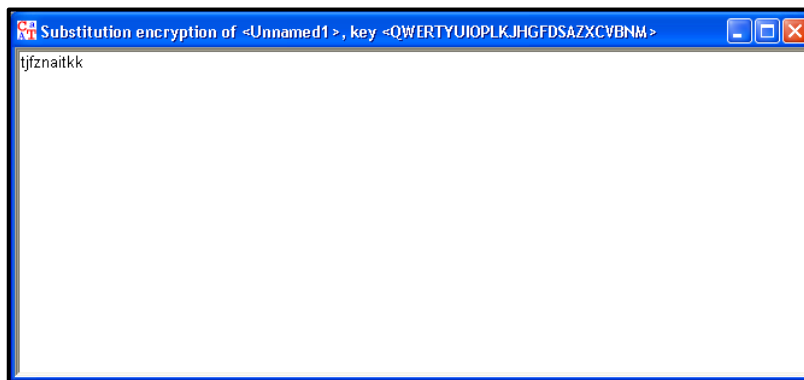 Substitution encryption of <Unnamed1>, key <QWERTYUIOPLKJHGFDSAZXCVBNM>
tjfznaitkk